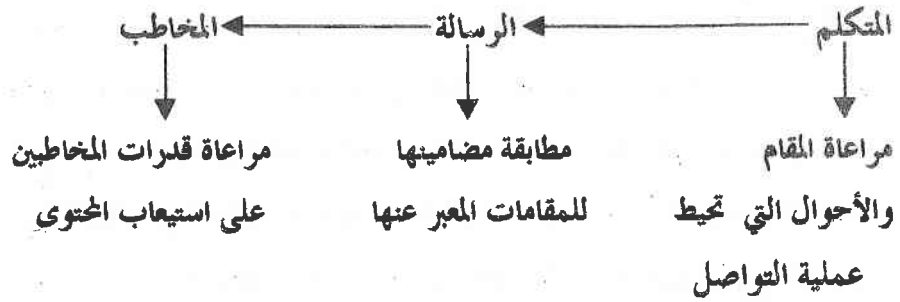 المتكلم الرسالة المخاطب
مراعاة المقام مطابقة مضامينها مراعاة قدرات المخاطبين
والأحوال التي تحيط للمقامات المعبر عنها على استيعاب المحتوى
عملية التواصل